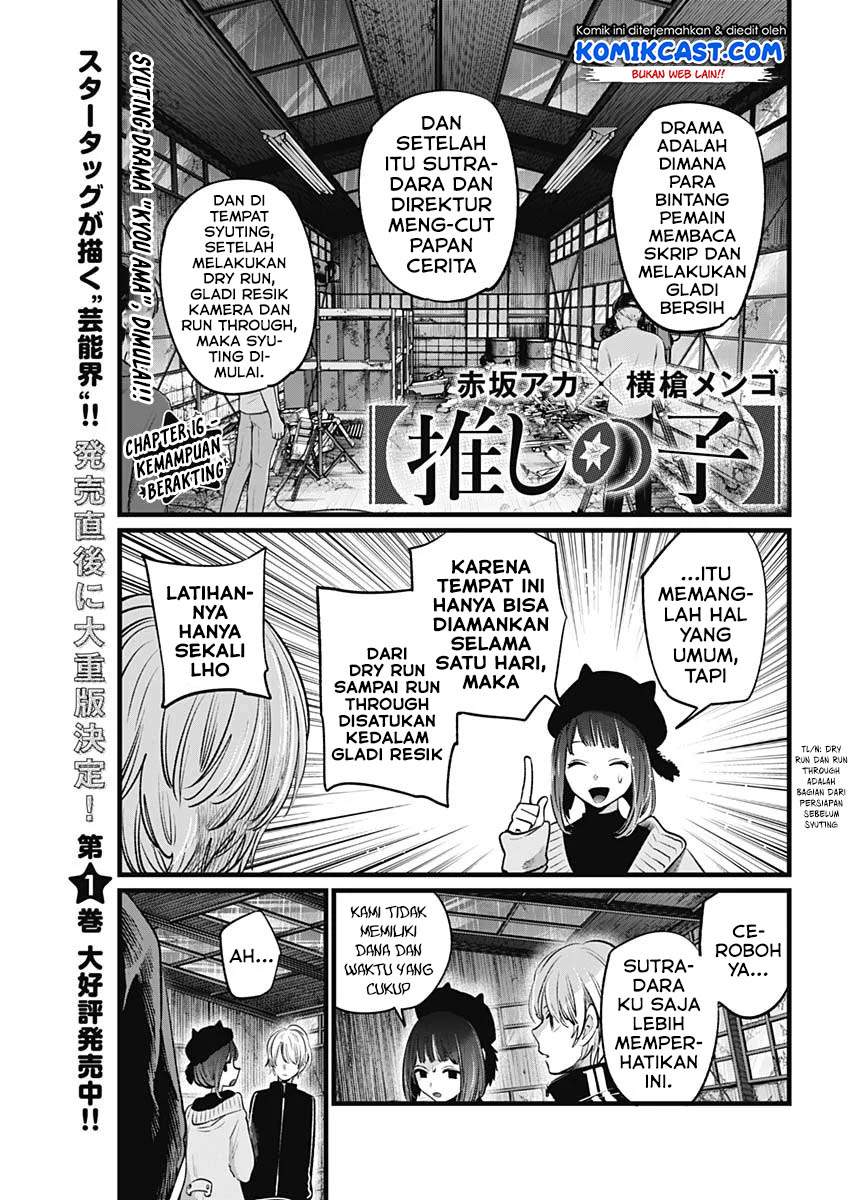 Komik ini diterjemahkan & diedit oleh
KOMIKCAST.COM
BUKAN WEB LAIN!!
DRAMA
ADALAH
DIMANA
PARA
BINTANG
PEMAIN
MEMBACA
SKRIP DAN
MELAKUKAN
GLADI
BERSIH
DAN
SETELAH
ITU SUTRA-
DARA DAN
DIREKTUR
MENG-CUT
PAPAN
CERITA
DAN DI
TEMPAT
SYUTING,
SETELAH
MELAKUKAN
DRY RUN,
GLADI RESIK
KAMERA DAN
RUN THROUGH,
MAKA SYU-
TING DI-
MULAI.
赤坂アカ×横槍メンゴ
【推しの子】
CHAPTER 16 -
KEMAMPUAN
BERAKTING
SYUTING DRAMA "KYOU AMA", DIMULAI!!
スタータッグが描く"芸能界"!! 発売直後に大重版決定! 第1巻 大好評発売中!!
...ITU
MEMANG-
LAH HAL
YANG
UMUM,
TAPI
KARENA
TEMPAT INI
HANYA BISA
DIAMANKAN
SELAMA
SATU HARI,
MAKA
DARI
DRY RUN
SAMPAI RUN
THROUGH
DISATUKAN
KEDALAM
GLADI RESIK
LATIHAN-
NYA
HANYA
SEKALI
LHO
TL/N: DRY
RUN DAN RUN
THROUGH
ADALAH
BAGIAN DARI
PERSIAPAN
SEBELUM
SYUTING
CE-
ROBOH
YA...
SUTRA-
DARA
KU SAJA
LEBIH
MEMPER-
HATIKAN
INI.
KAMI TIDAK
MEMILIKI
DANA DAN
WAKTU YANG
CUKUP
AH...